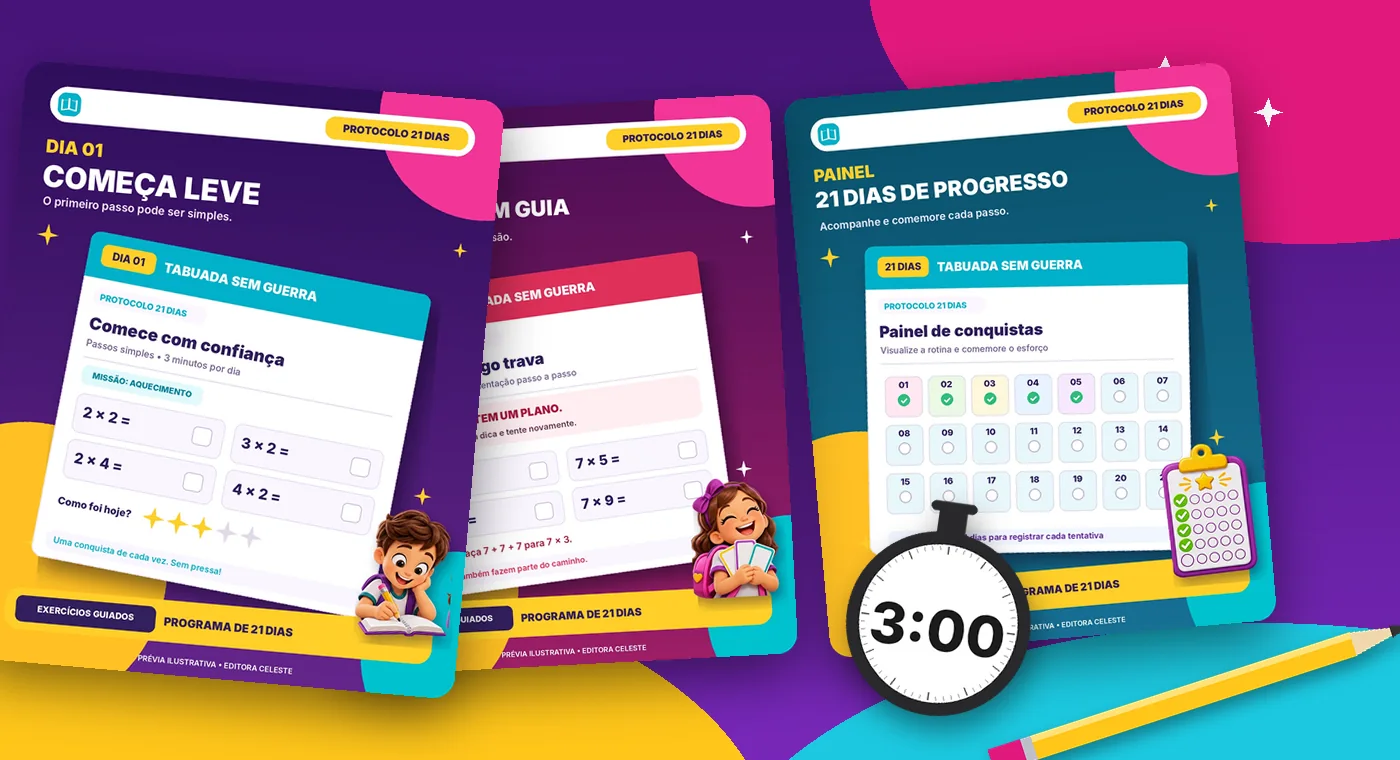 PROTOCOLO 21 DIAS
DIA 01
COMEÇA LEVE
O primeiro passo pode ser simples.
DIA 01
TABUADA SEM GUERRA
PROTOCOLO 21 DIAS
Comece com confiança
Passos simples • 3 minutos por dia
MISSÃO: AQUECIMENTO
2 × 2 =
3 × 2 =
2 × 4 =
4 × 2 =
Como foi hoje?
Uma conquista de cada vez. Sem pressa!
EXERCÍCIOS GUIADOS
PROGRAMA DE 21 DIAS
PRÉVIA ILUSTRATIVA • EDITORA CELESTE
PROTOCOLO 21 DIAS
GUIA
SEM GUERRA
trava
passo a passo
TEM UM PLANO.
dica e tente novamente.
7 × 5 =
7 × 9 =
=
7 + 7 + 7 para 7 × 3.
fazem parte do caminho.
PROGRAMA DE 21 DIAS
PRÉVIA ILUSTRATIVA • EDITORA CELESTE
PROTOCOLO 21 DIAS
PAINEL
21 DIAS DE PROGRESSO
Acompanhe e comemore cada passo.
21 DIAS
TABUADA SEM GUERRA
PROTOCOLO 21 DIAS
Painel de conquistas
Visualize a rotina e comemore o esforço
01 02 03 04 05 06 07
08 09 10 11 12 13 14
15 16 17 18 19 20
dias para registrar cada tentativa
3:00
DE 21 DIAS
• EDITORA CELESTE